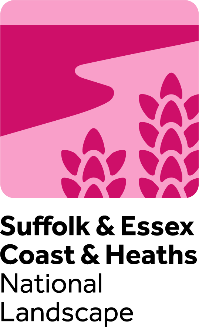 Suffolk & Essex
Coast & Heaths
National
Landscape